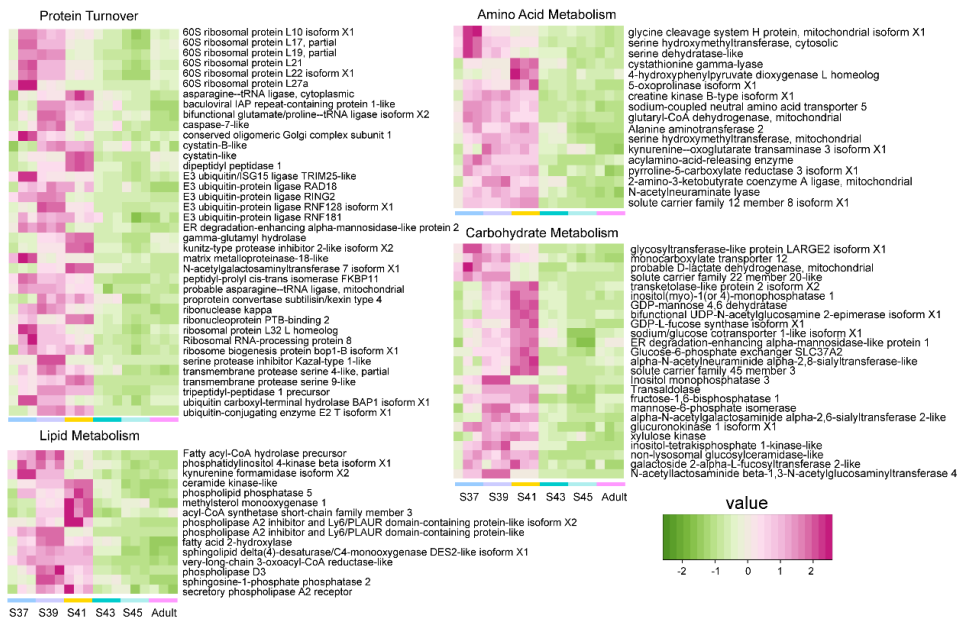 Protein Turnover
60S ribosomal protein L10 isoform X1
60S ribosomal protein L17, partial
60S ribosomal protein L19, partial
60S ribosomal protein L21
60S ribosomal protein L22 isoform X1
60S ribosomal protein L27a
asparagine--tRNA ligase, cytoplasmic
baculoviral IAP repeat-containing protein 1-like
bifunctional glutamate/proline--tRNA ligase isoform X2
caspase-7-like
conserved oligomeric Golgi complex subunit 1
cystatin-B-like
cystatin-like
dipeptidyl peptidase 1
E3 ubiquitin/ISG15 ligase TRIM25-like
E3 ubiquitin-protein ligase RAD18
E3 ubiquitin-protein ligase RING2
E3 ubiquitin-protein ligase RNF128 isoform X1
E3 ubiquitin-protein ligase RNF181
ER degradation-enhancing alpha-mannosidase-like protein 2
gamma-glutamyl hydrolase
kunitz-type protease inhibitor 2-like isoform X2
matrix metalloproteinase-18-like
N-acetylgalactosaminyltransferase 7 isoform X1
peptidyl-prolyl cis-trans isomerase FKBP11
probable asparagine--tRNA ligase, mitochondrial
proprotein convertase subtilisin/kexin type 4
ribonuclease kappa
ribonucleoprotein PTB-binding 2
ribosomal protein L32 L homeolog
Ribosomal RNA-processing protein 8
ribosome biogenesis protein bop1-B isoform X1
serine protease inhibitor Kazal-type 1-like
transmembrane protease serine 4-like, partial
transmembrane protease serine 9-like
tripeptidyl-peptidase 1 precursor
ubiquitin carboxyl-terminal hydrolase BAP1 isoform X1
ubiquitin-conjugating enzyme E2 T isoform X1
Lipid Metabolism
Fatty acyl-CoA hydrolase precursor
phosphatidylinositol 4-kinase beta isoform X1
kynurenine formamidase isoform X2
ceramide kinase-like
phospholipid phosphatase 5
methylsterol monooxygenase 1
acyl-CoA synthetase short-chain family member 3
phospholipase A2 inhibitor and Ly6/PLAUR domain-containing protein-like isoform X2
phospholipase A2 inhibitor and Ly6/PLAUR domain-containing protein-like
fatty acid 2-hydroxylase
sphingolipid delta(4)-desaturase/C4-monooxygenase DES2-like isoform X1
very-long-chain 3-oxoacyl-CoA reductase-like
phospholipase D3
sphingosine-1-phosphate phosphatase 2
secretory phospholipase A2 receptor
S37 S39 S41 S43 S45 Adult
Amino Acid Metabolism
glycine cleavage system H protein, mitochondrial isoform X1
serine hydroxymethyltransferase, cytosolic
serine dehydratase-like
cystathionine gamma-lyase
4-hydroxyphenylpyruvate dioxygenase L homeolog
5-oxoprolinase isoform X1
creatine kinase B-type isoform X1
sodium-coupled neutral amino acid transporter 5
glutaryl-CoA dehydrogenase, mitochondrial
Alanine aminotransferase 2
serine hydroxymethyltransferase, mitochondrial
kynurenine--oxoglutarate transaminase 3 isoform X1
acylamino-acid-releasing enzyme
pyrroline-5-carboxylate reductase 3 isoform X1
2-amino-3-ketobutyrate coenzyme A ligase, mitochondrial
N-acetylneuraminate lyase
solute carrier family 12 member 8 isoform X1
Carbohydrate Metabolism
glycosyltransferase-like protein LARGE2 isoform X1
monocarboxylate transporter 12
probable D-lactate dehydrogenase, mitochondrial
solute carrier family 22 member 20-like
transketolase-like protein 2 isoform X2
inositol(myo)-1(or 4)-monophosphatase 1
GDP-mannose 4,6 dehydratase
bifunctional UDP-N-acetylglucosamine 2-epimerase isoform X1
GDP-L-fucose synthase isoform X1
sodium/glucose cotransporter 1-like isoform X1
ER degradation-enhancing alpha-mannosidase-like protein 1
Glucose-6-phosphate exchanger SLC37A2
alpha-N-acetylneuraminide alpha-2,8-sialyltransferase-like
solute carrier family 45 member 3
Inositol monophosphatase 3
Transaldolase
fructose-1,6-bisphosphatase 1
mannose-6-phosphate isomerase
alpha-N-acetylgalactosaminide alpha-2,6-sialyltransferase 2-like
glucuronokinase 1 isoform X1
xylulose kinase
inositol-tetrakisphosphate 1-kinase-like
non-lysosomal glucosylceramidase-like
galactoside 2-alpha-L-fucosyltransferase 2-like
N-acetyllactosaminide beta-1,3-N-acetylglucosaminyltransferase 4
S37 S39 S41 S43 S45 Adult
value
-2 -1 0 1 2